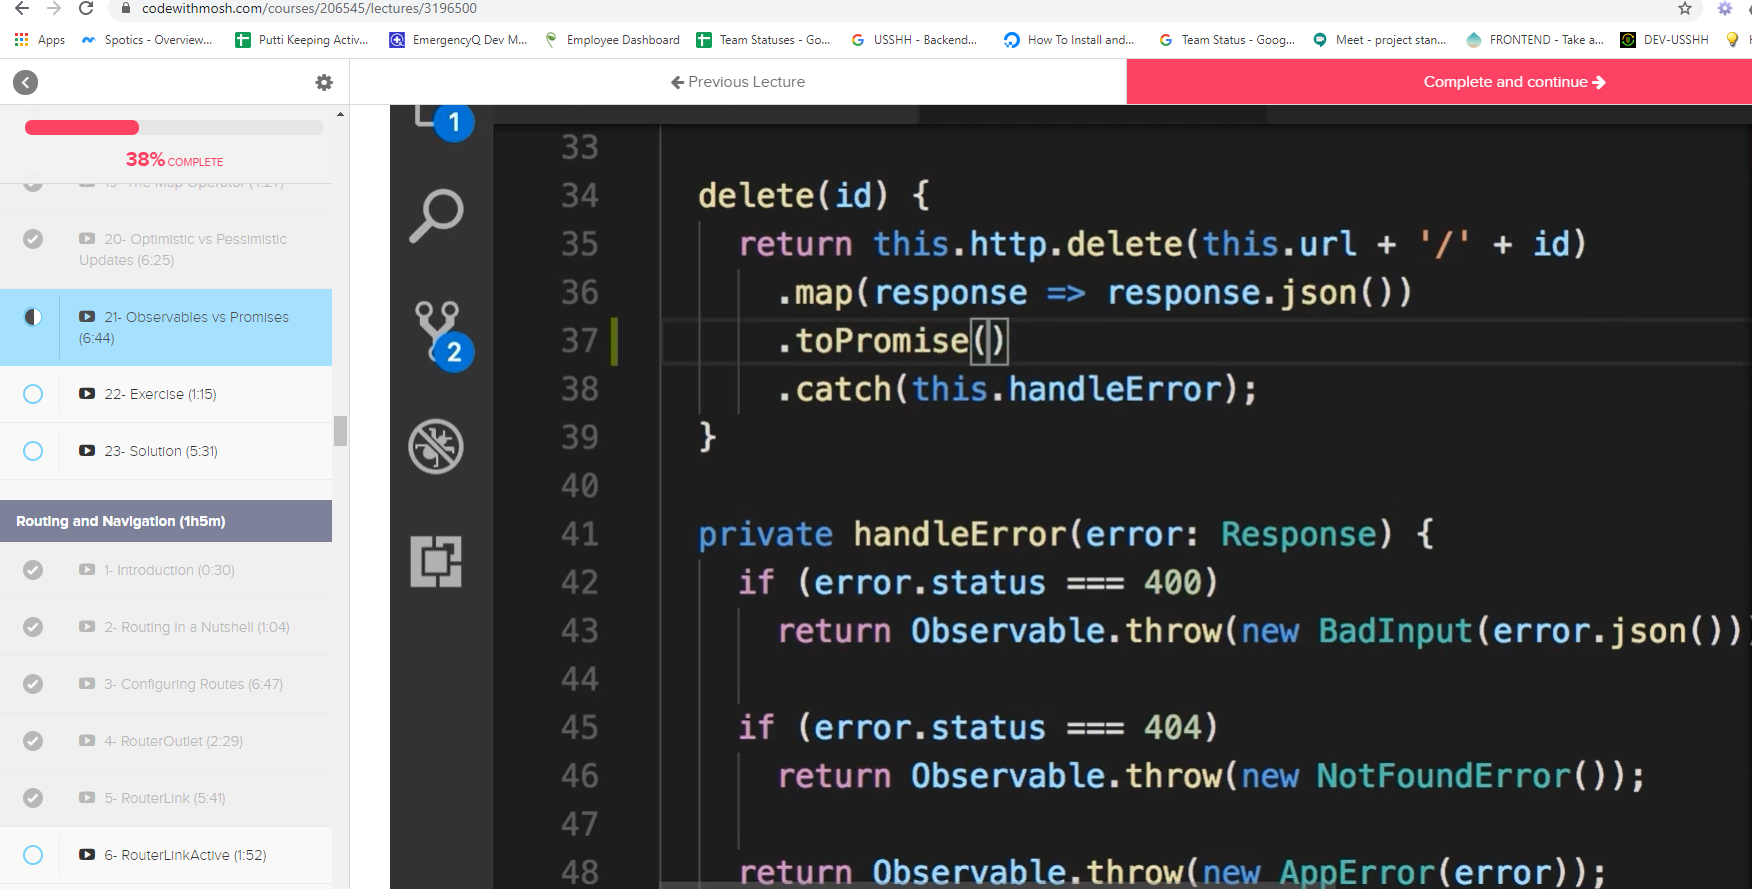 codewithmosh.com/courses/206545/lectures/3196500
Apps
Spotics - Overview...
Putti Keeping Activ...
EmergencyQ Dev M...
Employee Dashboard
Team Statuses - Go...
USSHH - Backend...
How To Install and...
Team Status - Goog...
Meet - project stan...
FRONTEND - Take a...
DEV-USSHH
Previous Lecture
Complete and continue
38% COMPLETE
19- The Map Operator (1:27)
20- Optimistic vs Pessimistic
Updates (6:25)
21- Observables vs Promises
(6:44)
22- Exercise (1:15)
23- Solution (5:31)
Routing and Navigation (1h5m)
1- Introduction (0:30)
2- Routing in a Nutshell (1:04)
3- Configuring Routes (6:47)
4- RouterOutlet (2:29)
5- RouterLink (5:41)
6- RouterLinkActive (1:52)
1
2
33
34 delete(id) {
35 return this.http.delete(this.url + '/' + id)
36 .map(response => response.json())
37 .toPromise()
38 .catch(this.handleError);
39 }
40
41 private handleError(error: Response) {
42 if (error.status === 400)
43 return Observable.throw(new BadInput(error.json())
44
45 if (error.status === 404)
46 return Observable.throw(new NotFoundError());
47
48 return Observable.throw(new AppError(error));